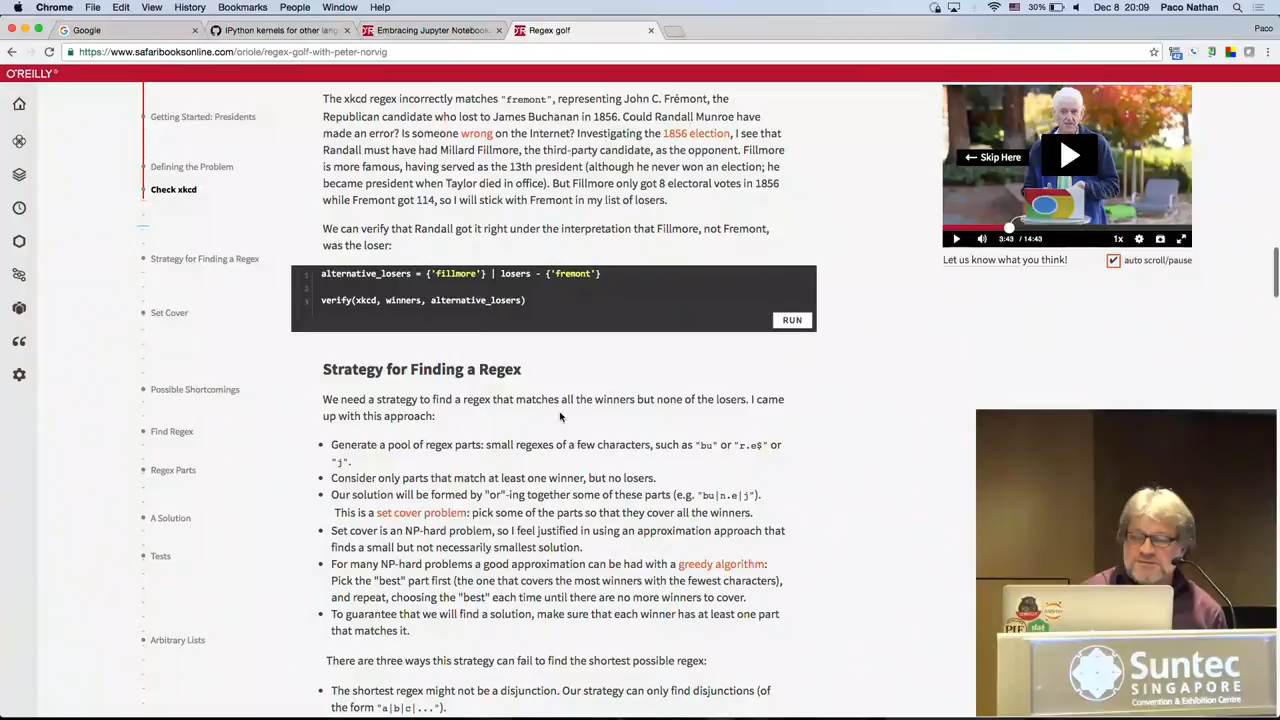 Chrome File Edit View History Bookmarks People Window Help
30% Dec 8 20:09 Paco Nathan
Google
IPython kernels for other lang
Embracing Jupyter Notebook
Regex golf
Paco
https://www.safaribooksonline.com/oriole/regex-golf-with-peter-norvig
42
O'REILLY
Getting Started: Presidents
Defining the Problem
Check xkcd
Strategy for Finding a Regex
Set Cover
Possible Shortcomings
Find Regex
Regex Parts
A Solution
Tests
Arbitrary Lists
The xkcd regex incorrectly matches "fremont", representing John C. Frémont, the
Republican candidate who lost to James Buchanan in 1856. Could Randall Munroe have
made an error? Is someone wrong on the Internet? Investigating the 1856 election, I see that
Randall must have had Millard Fillmore, the third-party candidate, as the opponent. Fillmore
is more famous, having served as the 13th president (although he never won an election; he
became president when Taylor died in office). But Fillmore only got 8 electoral votes in 1856
while Fremont got 114, so I will stick with Fremont in my list of losers.
We can verify that Randall got it right under the interpretation that Fillmore, not Fremont,
was the loser:
1 alternative_losers = {'fillmore'} | losers - {'fremont'}
2
3 verify(xkcd, winners, alternative_losers)
RUN
Strategy for Finding a Regex
We need a strategy to find a regex that matches all the winners but none of the losers. I came
up with this approach:
• Generate a pool of regex parts: small regexes of a few characters, such as "bu" or "r.e$" or
"j".
• Consider only parts that match at least one winner, but no losers.
• Our solution will be formed by "or"-ing together some of these parts (e.g. "bu|n.e|j").
This is a set cover problem: pick some of the parts so that they cover all the winners.
• Set cover is an NP-hard problem, so I feel justified in using an approximation approach that
finds a small but not necessarily smallest solution.
• For many NP-hard problems a good approximation can be had with a greedy algorithm:
Pick the "best" part first (the one that covers the most winners with the fewest characters),
and repeat, choosing the "best" each time until there are no more winners to cover.
• To guarantee that we will find a solution, make sure that each winner has at least one part
that matches it.
There are three ways this strategy can fail to find the shortest possible regex:
• The shortest regex might not be a disjunction. Our strategy can only find disjunctions (of
the form "a|b|c|...").
← Skip Here
3:43 / 14:43
1x
Let us know what you think!
auto scroll/pause
jupyter
PIF
dat
Suntec
SINGAPORE
Convention & Exhibition Centre